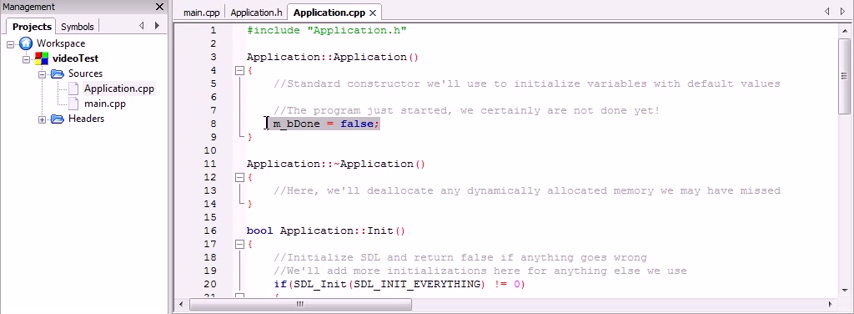 Management
Projects Symbols
Workspace
videoTest
Sources
Application.cpp
main.cpp
Headers
main.cpp Application.h Application.cpp
1 #include "Application.h"
2
3 Application::Application()
4 {
5 //Standard constructor we'll use to initialize variables with default values
6
7 //The program just started, we certainly are not done yet!
8 m_bDone = false;
9 }
10
11 Application::~Application()
12 {
13 //Here, we'll deallocate any dynamically allocated memory we may have missed
14 }
15
16 bool Application::Init()
17 {
18 //Initialize SDL and return false if anything goes wrong
19 //We'll add more initializations here for anything else we use
20 if(SDL_Init(SDL_INIT_EVERYTHING) != 0)
21 {